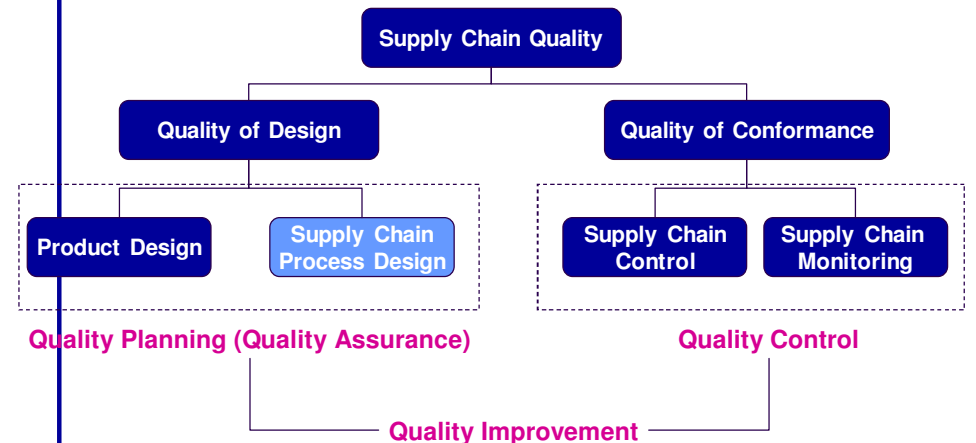 Supply Chain Quality
Quality of Design
Quality of Conformance
Product Design
Supply Chain
Process Design
Supply Chain
Control
Supply Chain
Monitoring
Quality Planning (Quality Assurance)
Quality Control
Quality Improvement